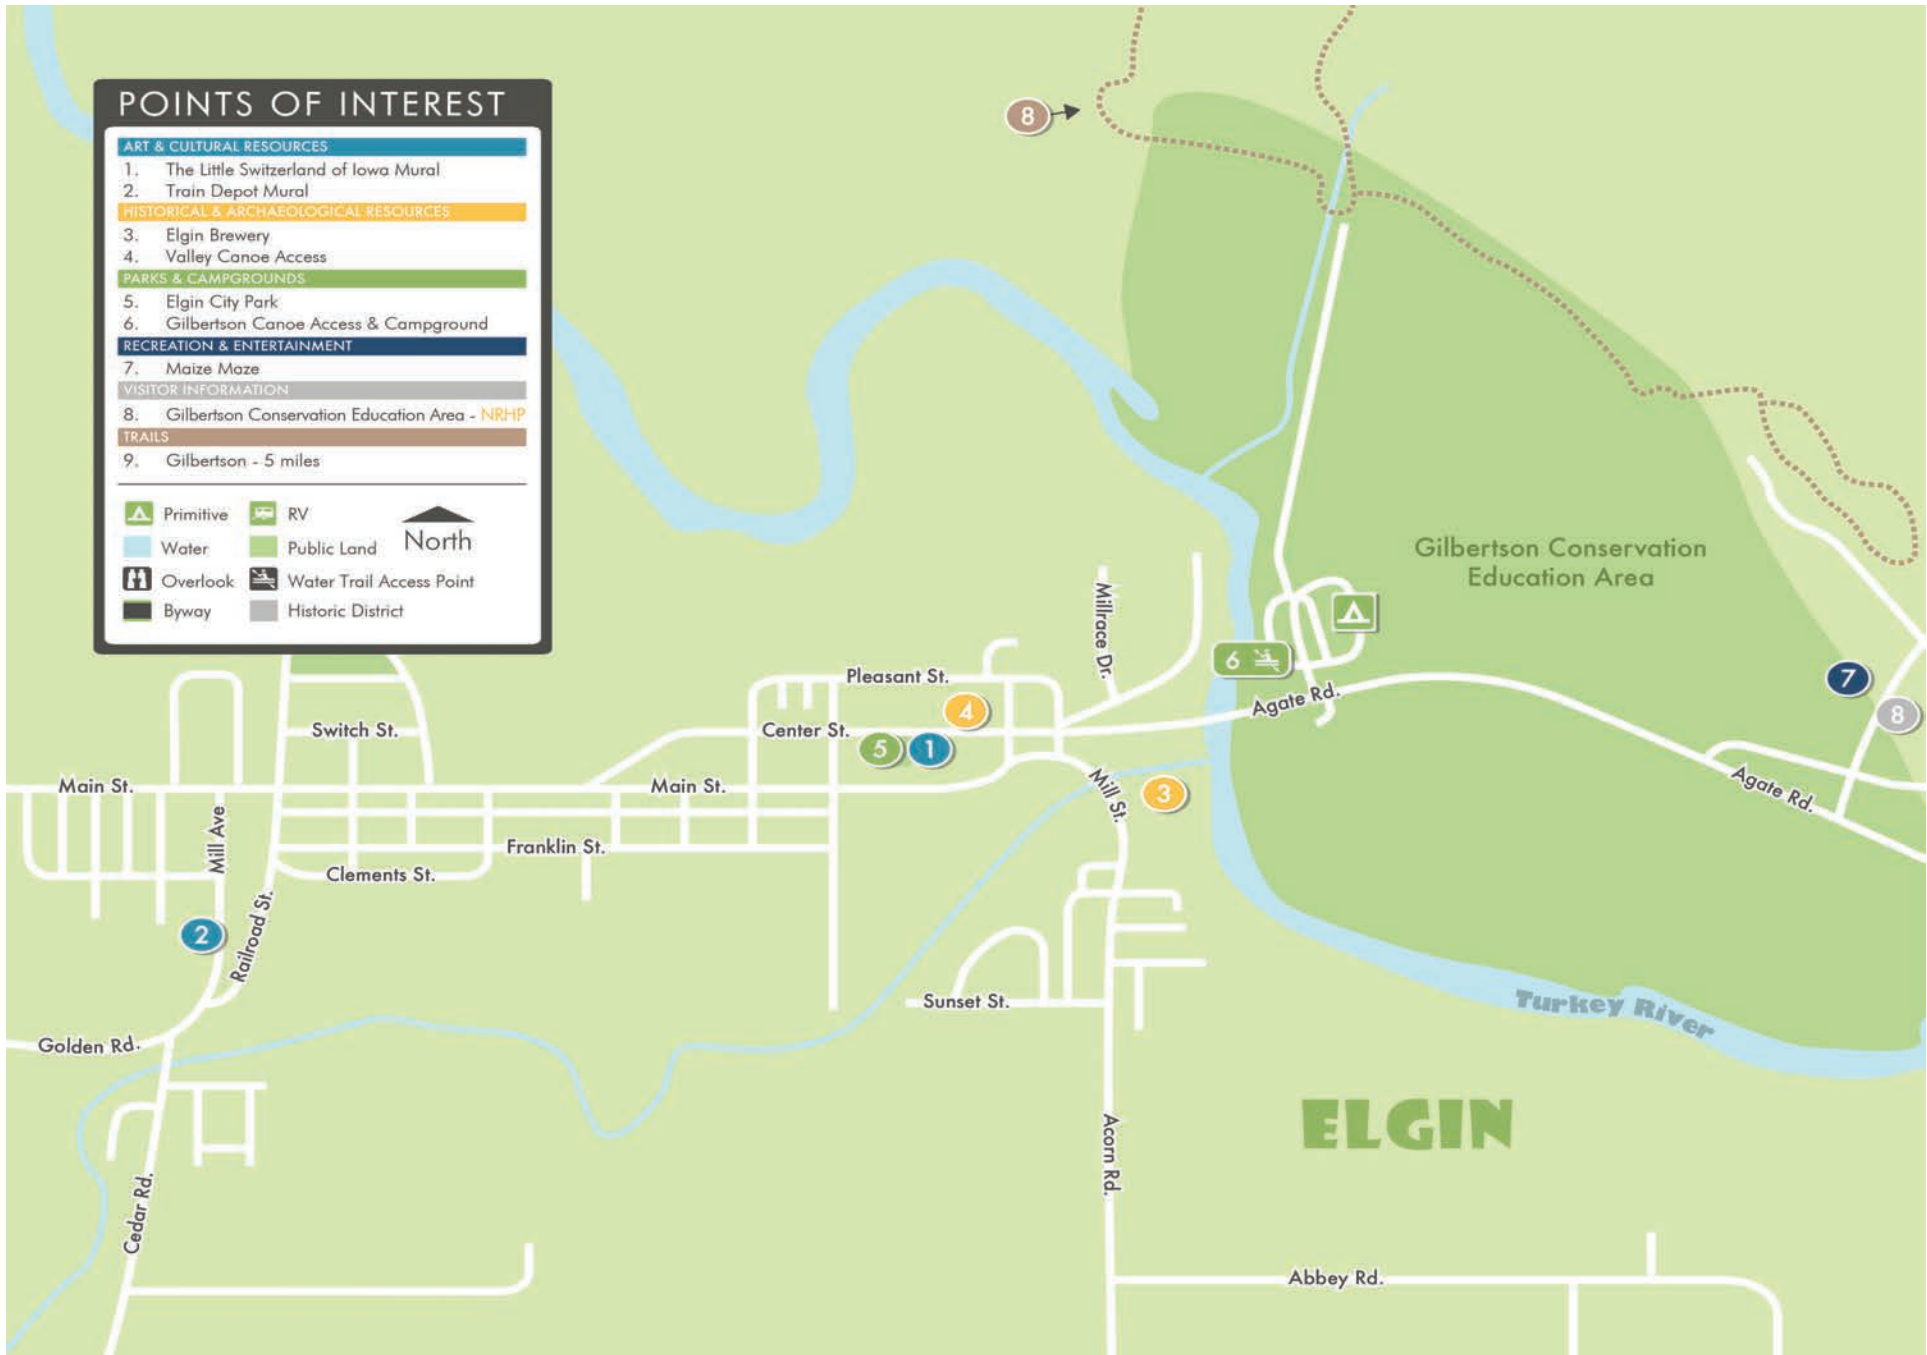 POINTS OF INTEREST
ART & CULTURAL RESOURCES
1. The Little Switzerland of Iowa Mural
2. Train Depot Mural
HISTORICAL & ARCHAEOLOGICAL RESOURCES
3. Elgin Brewery
4. Valley Canoe Access
PARKS & CAMPGROUNDS
5. Elgin City Park
6. Gilbertson Canoe Access & Campground
RECREATION & ENTERTAINMENT
7. Maize Maze
VISITOR INFORMATION
8. Gilbertson Conservation Education Area - NRHP
TRAILS
9. Gilbertson - 5 miles
Primitive
RV
North
Water
Public Land
Overlook
Water Trail Access Point
Byway
Historic District
8
Gilbertson Conservation
Education Area
Millrace Dr.
6
Pleasant St.
7
Agate Rd.
4
8
Switch St.
Center St.
5
1
Main St.
Main St.
Mill St.
3
Agate Rd.
Mill Ave
Franklin St.
Clements St.
2
Railroad St.
Sunset St.
Turkey River
Golden Rd.
ELGIN
Acorn Rd.
Cedar Rd.
Abbey Rd.